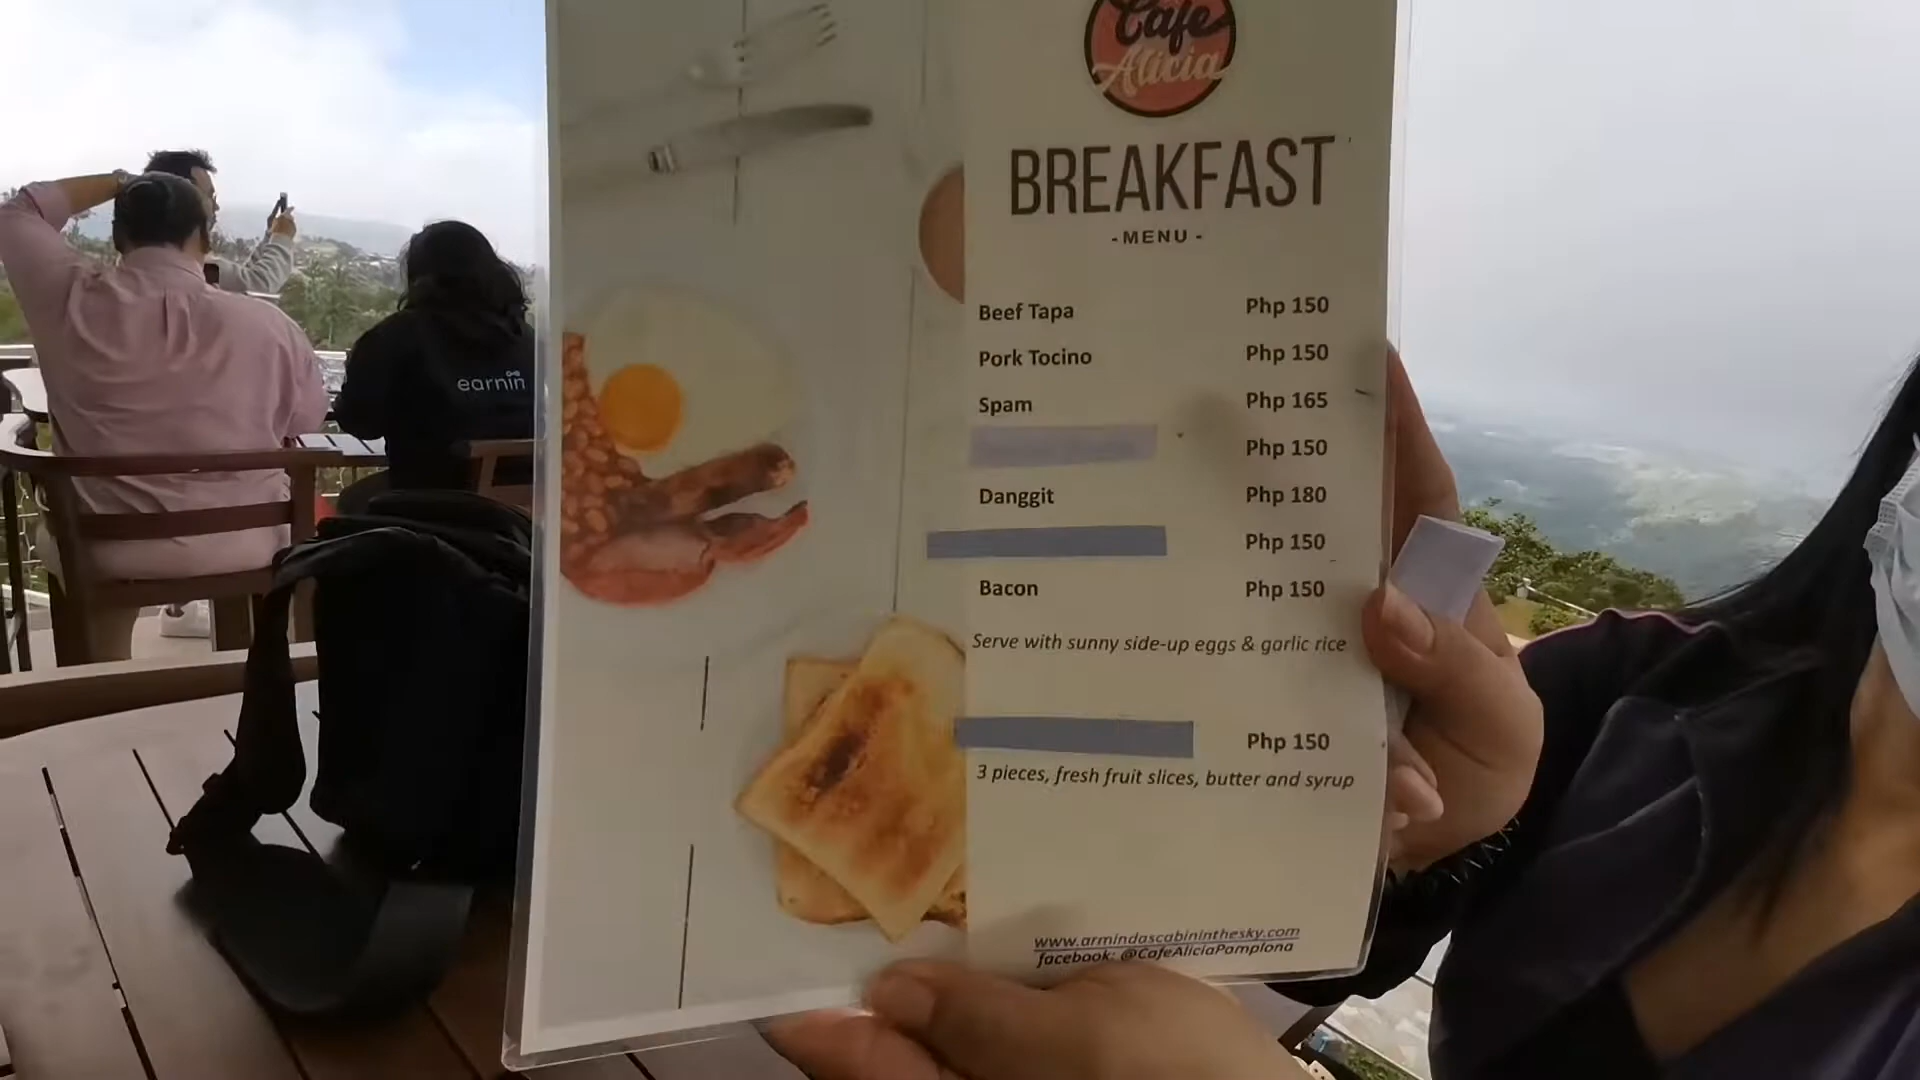 Cafe
Alicia
BREAKFAST
- MENU -
Beef Tapa Php 150
Pork Tocino Php 150
Spam Php 165
Php 150
Danggit Php 180
Php 150
Bacon Php 150
Serve with sunny side-up eggs & garlic rice
Php 150
3 pieces, fresh fruit slices, butter and syrup
www.armindascabininthesky.com
facebook: @CafeAliciaPamplona
earnin